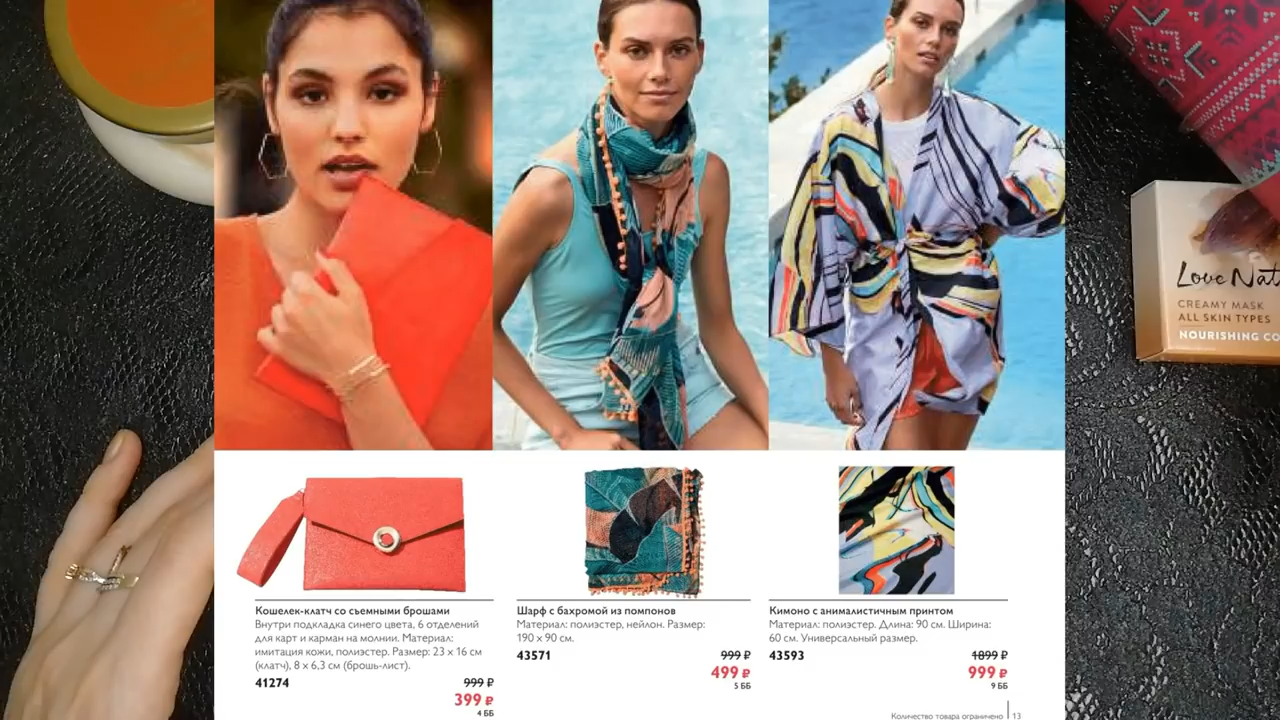 Love Nat
CREAMY MASK
ALL SKIN TYPES
NOURISHING CO
Кошелек-клатч со съемными брошами
Внутри подкладка синего цвета, 6 отделений
для карт и карман на молнии. Материал:
имитация кожи, полиэстер. Размер: 23 х 16 см
(клатч), 8 х 6,3 см (брошь-лист).
41274
999 ₽
399 ₽
4 ББ
Шарф с бахромой из помпонов
Материал: полиэстер, нейлон. Размер:
190 х 90 см.
43571
999 ₽
499 ₽
5 ББ
Кимоно с анималистичным принтом
Материал: полиэстер. Длина: 90 см. Ширина:
60 см. Универсальный размер.
43593
1899 ₽
999 ₽
9 ББ
Количество товара ограничено 13